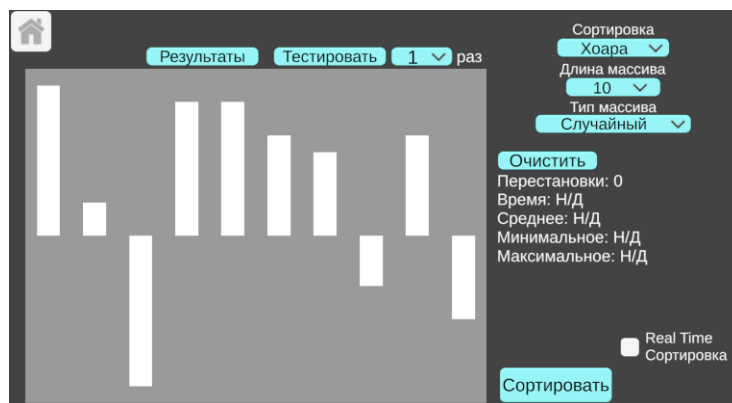 Результаты
Тестировать
1
раз
Сортировка
Хоара
Длина массива
10
Тип массива
Случайный
Очистить
Перестановки: 0
Время: Н/Д
Среднее: Н/Д
Минимальное: Н/Д
Максимальное: Н/Д
Real Time
Сортировка
Сортировать